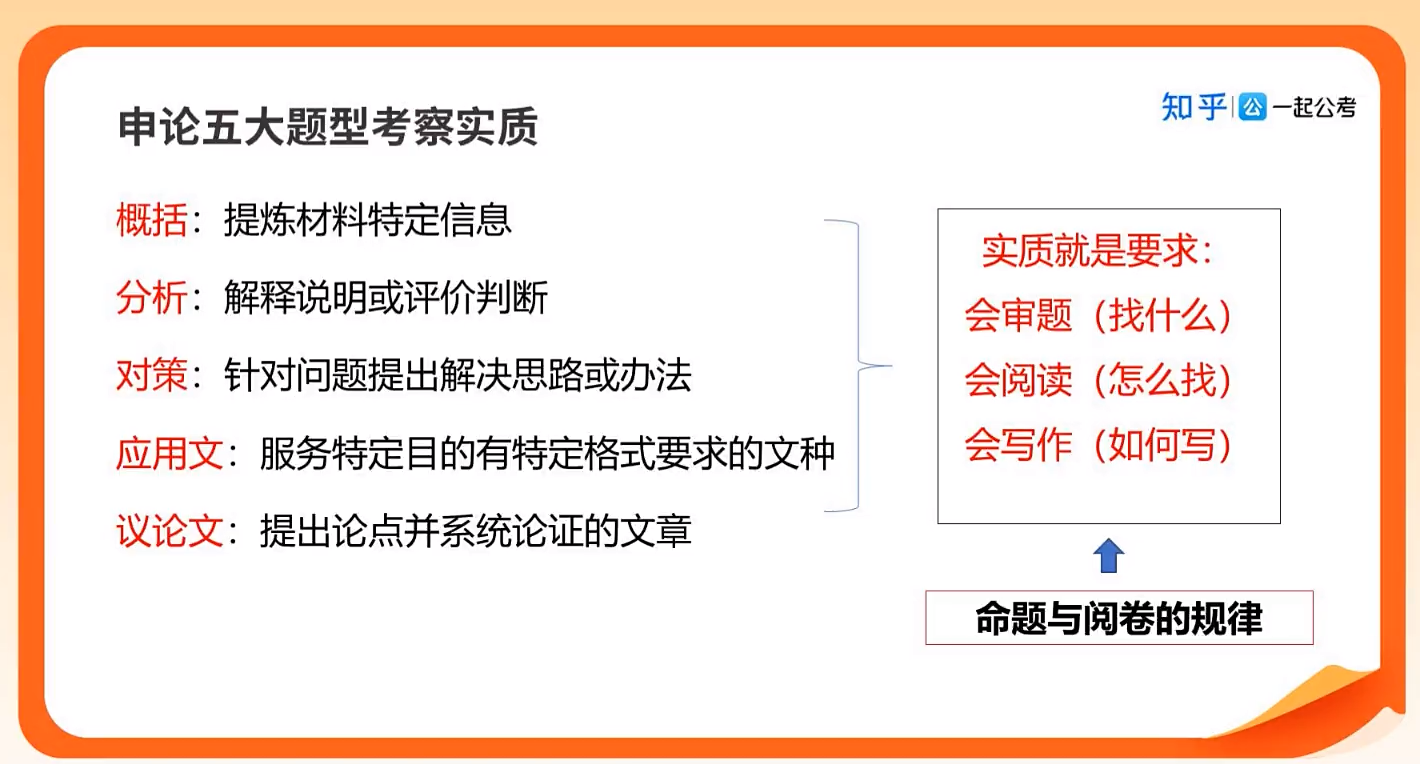 申论五大题型考察实质
知乎 公 一起公考
概括：提炼材料特定信息
分析：解释说明或评价判断
对策：针对问题提出解决思路或办法
应用文：服务特定目的有特定格式要求的文种
议论文：提出论点并系统论证的文章
实质就是要求：
会审题（找什么）
会阅读（怎么找）
会写作（如何写）
命题与阅卷的规律